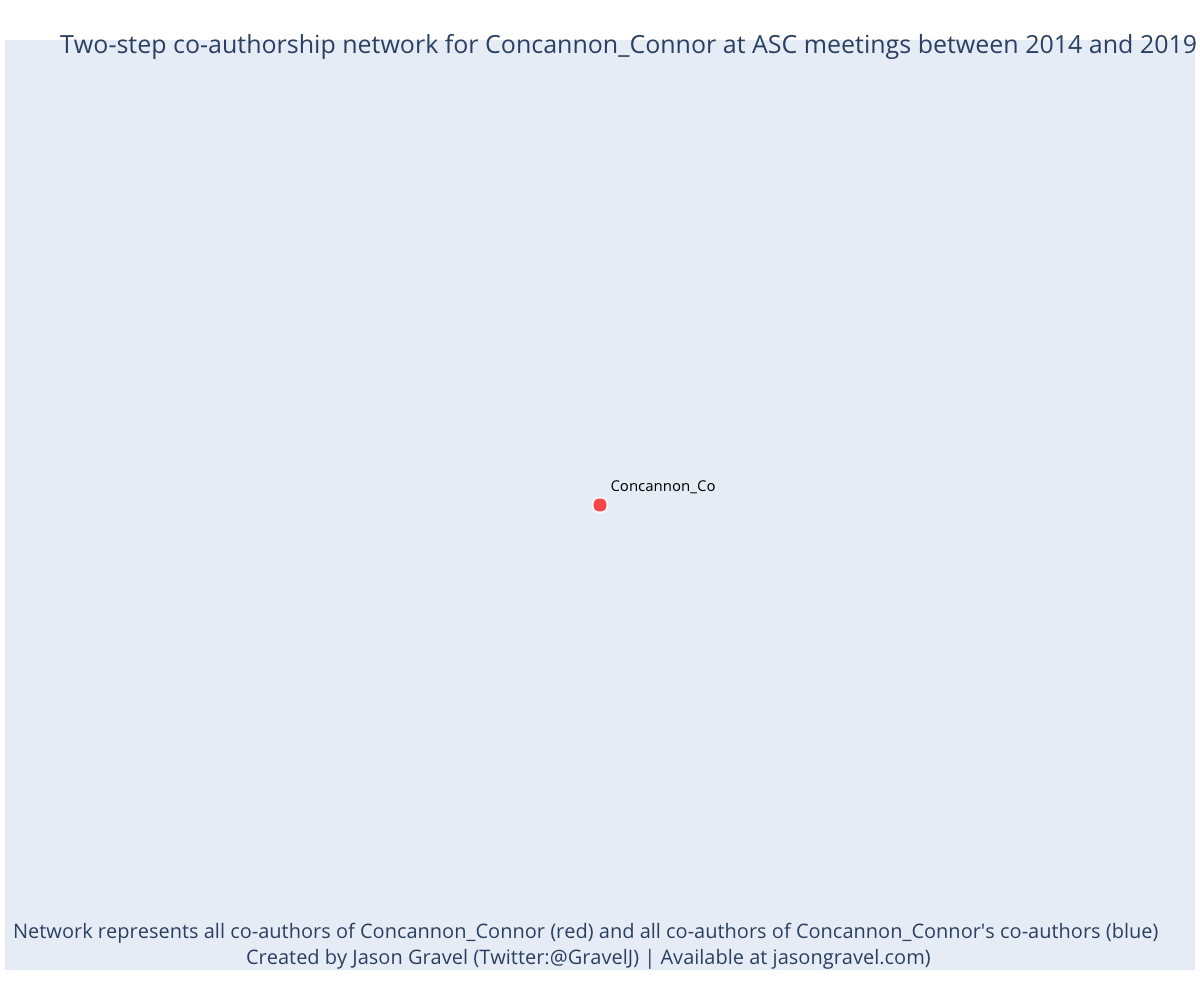 Two-step co-authorship network for Concannon_Connor at ASC meetings between 2014 and 2019
Concannon_Co
Network represents all co-authors of Concannon_Connor (red) and all co-authors of Concannon_Connor's co-authors (blue)
Created by Jason Gravel (Twitter:@GravelJ) | Available at jasongravel.com)